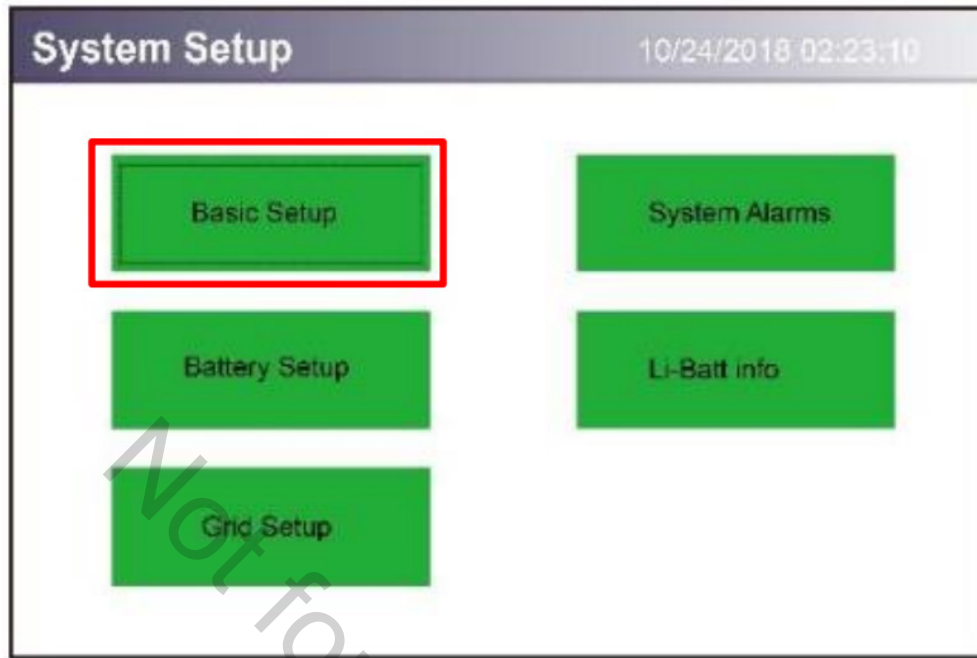 System Setup 10/24/2018 02:23:10
Basic Setup System Alarms
Battery Setup Li-Batt info
Grid Setup
Not for